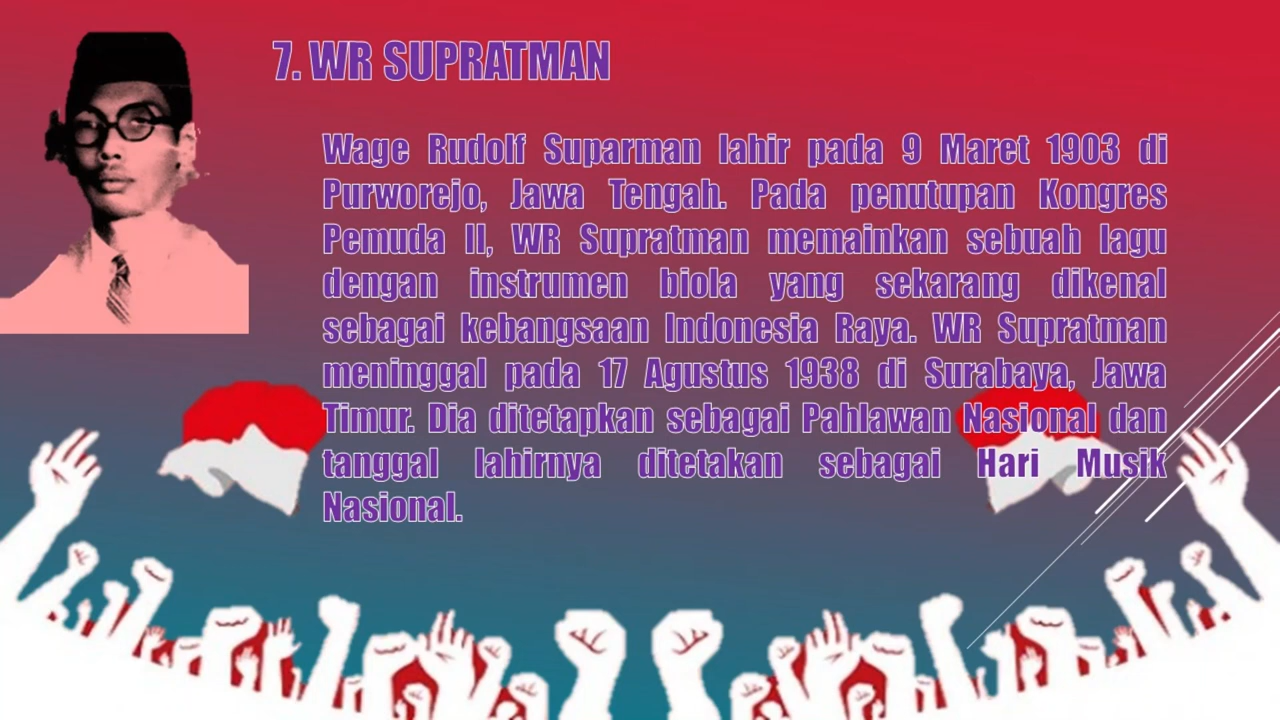 7. WR SUPRATMAN
Wage Rudolf Suparman lahir pada 9 Maret 1903 di
Purworejo, Jawa Tengah. Pada penutupan Kongres
Pemuda II, WR Supratman memainkan sebuah lagu
dengan instrumen biola yang sekarang dikenal
sebagai kebangsaan Indonesia Raya. WR Supratman
meninggal pada 17 Agustus 1938 di Surabaya, Jawa
Timur. Dia ditetapkan sebagai Pahlawan Nasional dan
tanggal lahirnya ditetakan sebagai Hari Musik
Nasional.